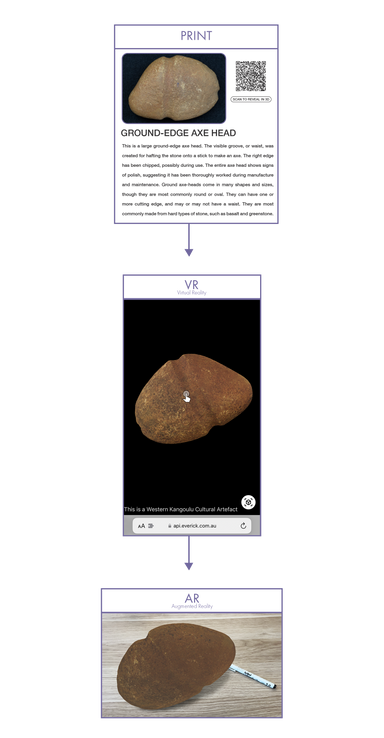 PRINT
SCAN TO REVEAL IN 3D
GROUND-EDGE AXE HEAD
This is a large ground-edge axe head. The visible groove, or waist, was
created for hafting the stone onto a stick to make an axe. The right edge
has been chipped, possibly during use. The entire axe head shows signs
of polish, suggesting it has been thoroughly worked during manufacture
and maintenance. Ground axe-heads come in many shapes and sizes,
though they are most commonly round or oval. They can have one or
more cutting edge, and may or may not have a waist. They are most
commonly made from hard types of stone, such as basalt and greenstone.
VR
Virtual Reality
This is a Western Kangoulu Cultural Artefact
AA
api.everick.com.au
AR
Augmented Reality